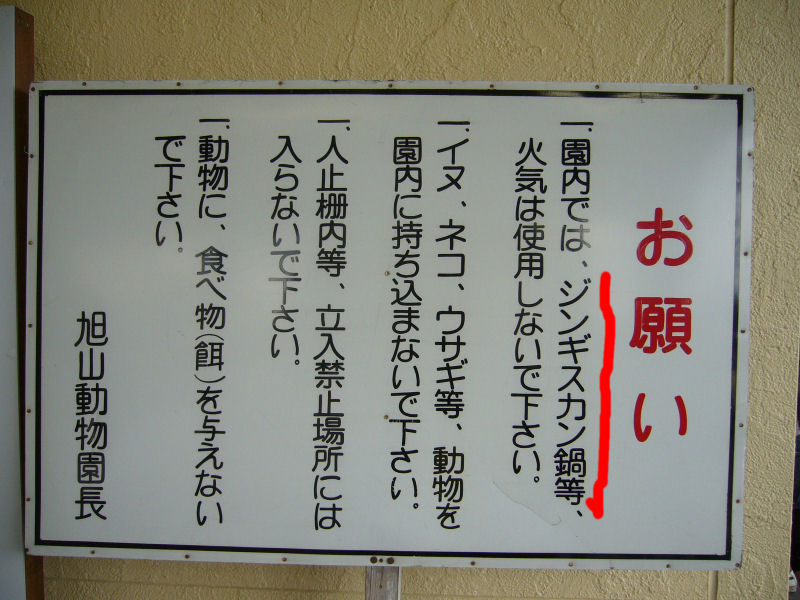 お願い
一、園内では、ジンギスカン鍋等、
火気は使用しないで下さい。
一、イヌ、ネコ、ウサギ等、動物を
園内に持ち込まないで下さい。
一、人止柵内等、立入禁止場所には
入らないで下さい。
一、動物に、食べ物(餌)を与えない
で下さい。
旭山動物園長